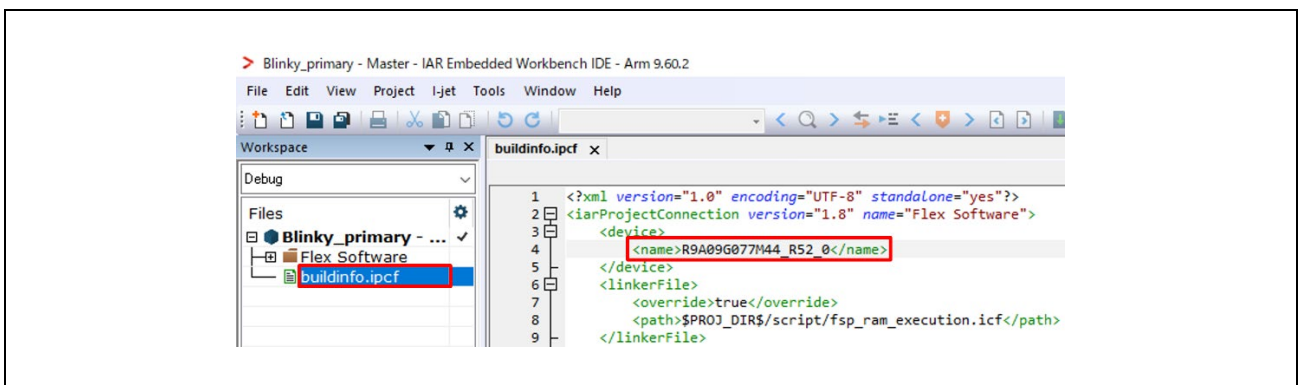 Blinky_primary - Master - IAR Embedded Workbench IDE - Arm 9.60.2
File Edit View Project I-jet Tools Window Help
Workspace
buildinfo.ipcf
Debug
Files
Blinky_primary - ...
Flex Software
buildinfo.ipcf
1 <?xml version="1.0" encoding="UTF-8" standalone="yes"?>
2 <iarProjectConnection version="1.8" name="Flex Software">
3 <device>
4 <name>R9A09G077M44_R52_0</name>
5 </device>
6 <linkerFile>
7 <override>true</override>
8 <path>$PROJ_DIR$/script/fsp_ram_execution.icf</path>
9 </linkerFile>